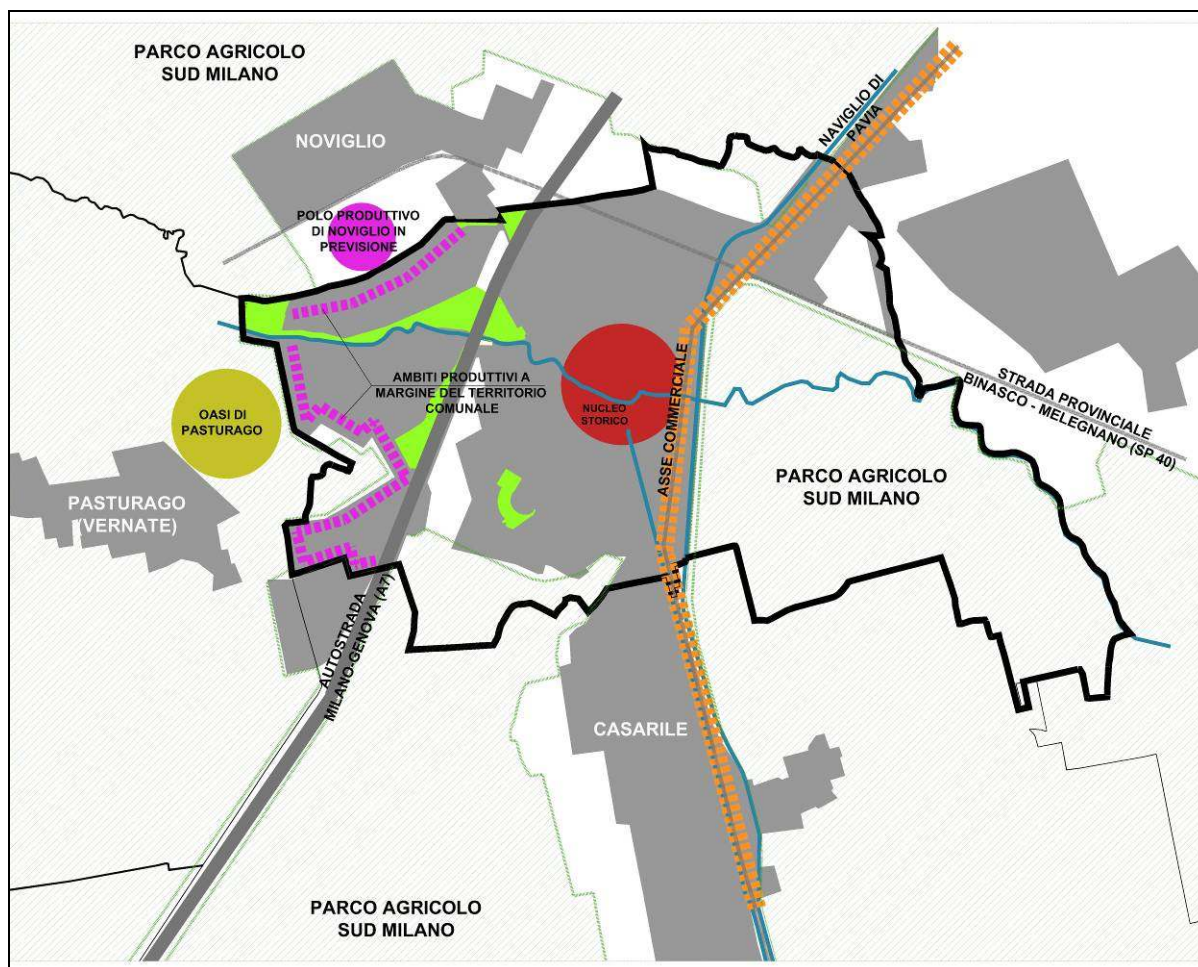 PARCO AGRICOLO
SUD MILANO
NAVIGLIO DI
PAVIA
NOVIGLIO
POLO PRODUTTIVO
DI NOVIGLIO IN
PREVISIONE
AMBITI PRODUTTIVI A
MARGINE DEL TERRITORIO
COMUNALE
OASI DI
PASTURAGO
NUCLEO
STORICO
ASSE COMMERCIALE
STRADA PROVINCIALE
BINASCO - MELEGNANO (SP 40)
PARCO AGRICOLO
SUD MILANO
PASTURAGO
(VERNATE)
AUTOSTRADA
MILANO-GENOVA (A7)
CASARILE
PARCO AGRICOLO
SUD MILANO